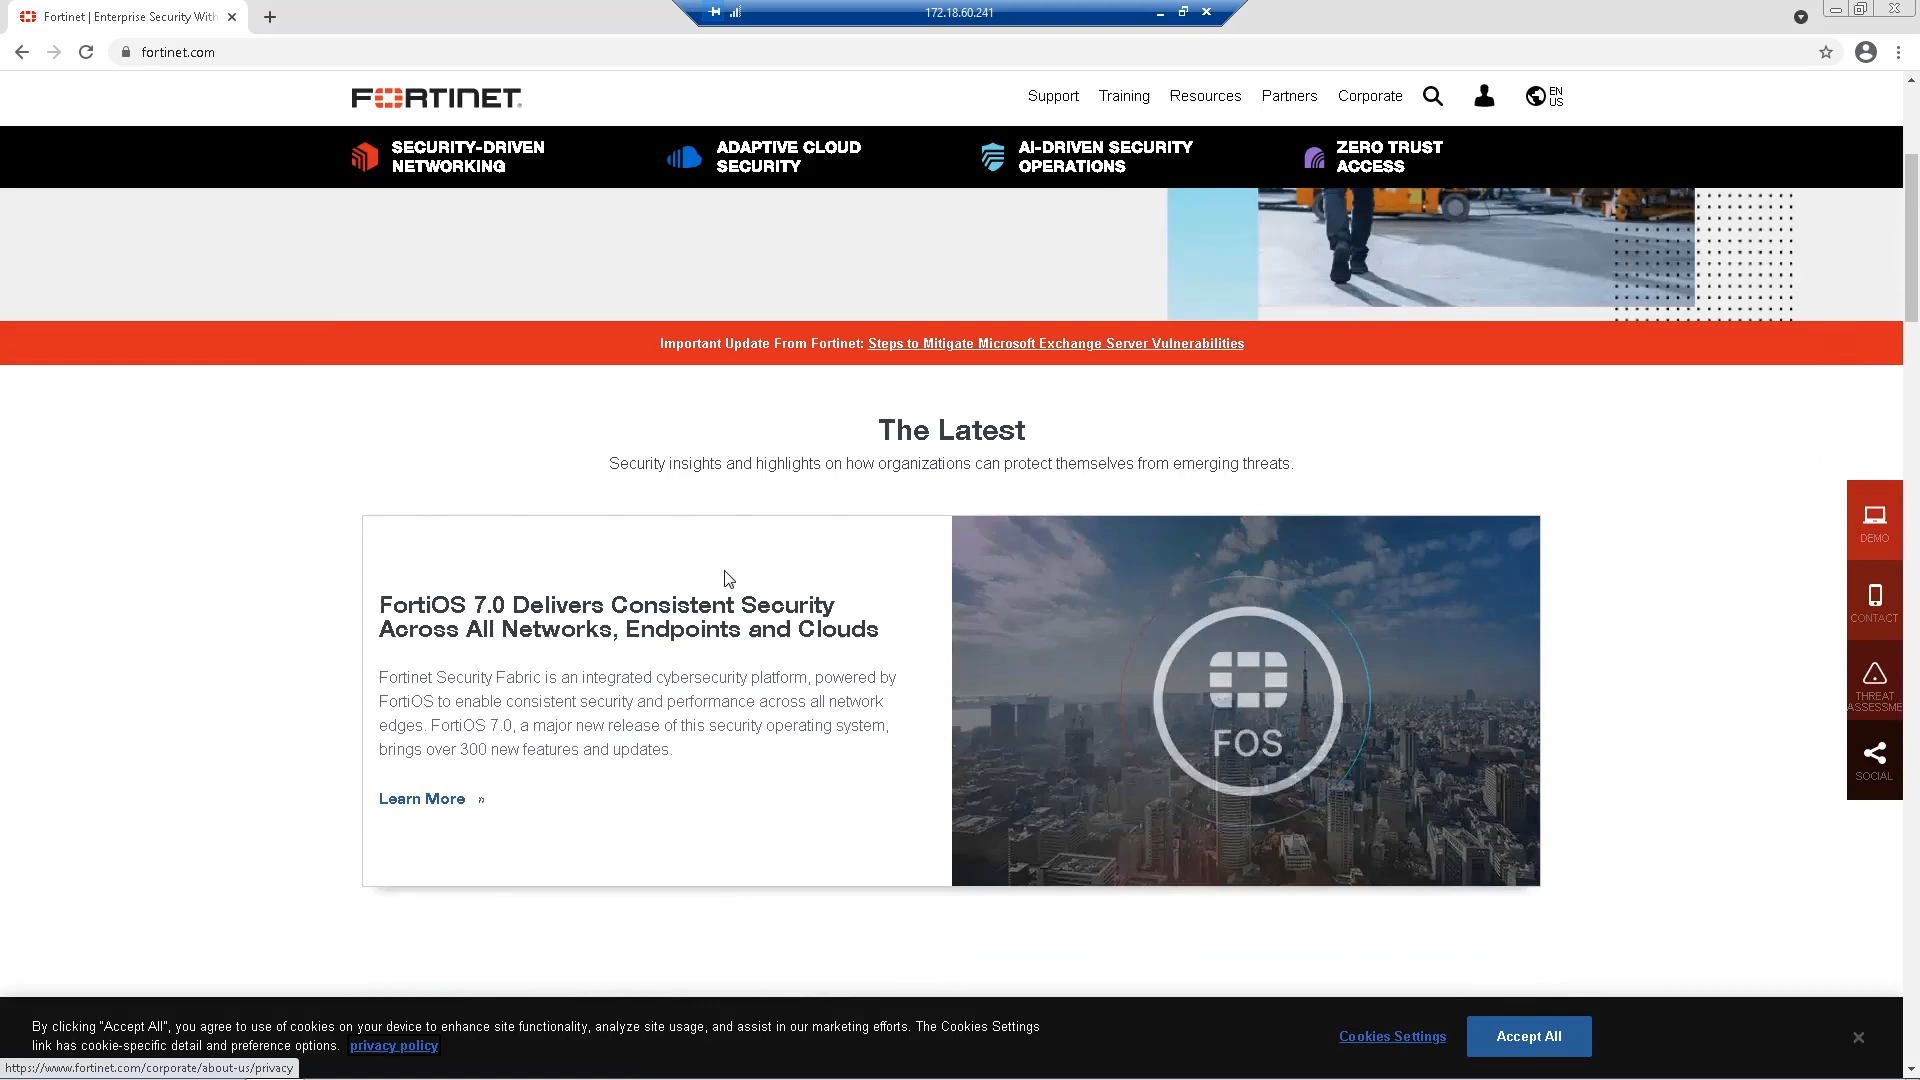 Fortinet | Enterprise Security With
172.18.60.241
fortinet.com
FORTINET
Support Training Resources Partners Corporate EN
US
SECURITY-DRIVEN
NETWORKING
ADAPTIVE CLOUD
SECURITY
AI-DRIVEN SECURITY
OPERATIONS
ZERO TRUST
ACCESS
Important Update From Fortinet: Steps to Mitigate Microsoft Exchange Server Vulnerabilities
The Latest
Security insights and highlights on how organizations can protect themselves from emerging threats.
FortiOS 7.0 Delivers Consistent Security
Across All Networks, Endpoints and Clouds
Fortinet Security Fabric is an integrated cybersecurity platform, powered by
FortiOS to enable consistent security and performance across all network
edges. FortiOS 7.0, a major new release of this security operating system,
brings over 300 new features and updates.
Learn More »
FOS
DEMO
CONTACT
THREAT
ASSESSME
SOCIAL
By clicking "Accept All", you agree to use of cookies on your device to enhance site functionality, analyze site usage, and assist in our marketing efforts. The Cookies Settings
link has cookie-specific detail and preference options. privacy policy
Cookies Settings
Accept All
https://www.fortinet.com/corporate/about-us/privacy